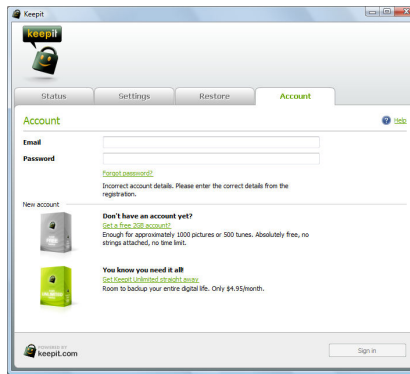 Keepit
keepit
Status Settings Restore Account
Account Help
Email
Password
Forgot password?
Incorrect account details. Please enter the correct details from the
registration.
New account
Don't have an account yet?
Get a free 2GB account?
Enough for approximately 1000 pictures or 500 tunes. Absolutely free, no
strings attached, no time limit.
You know you need it all!
Get Keepit Unlimited straight away
Room to backup your entire digital life. Only $4.95/month.
POWERED BY
keepit.com
Sign in